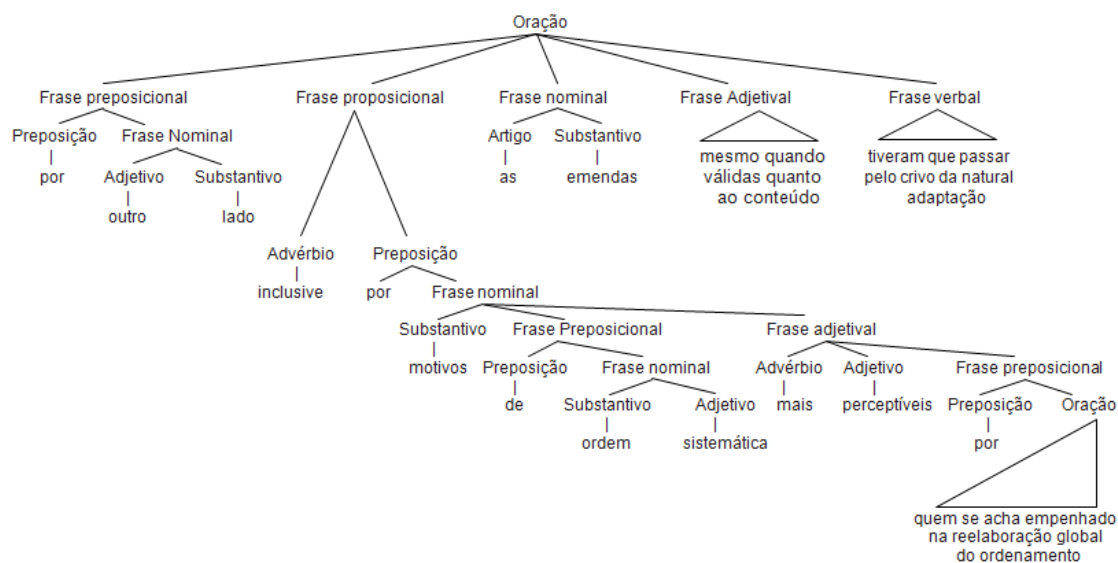 Oração
Frase preposicional Frase proposicional Frase nominal Frase Adjetival Frase verbal
Preposição Frase Nominal Artigo Substantivo
por Adjetivo Substantivo as emendas mesmo quando tiveram que passar
válidas quanto pelo crivo da natural
outro lado ao conteúdo adaptação
Advérbio Preposição
inclusive por Frase nominal
Substantivo Frase Preposicional Frase adjetival
motivos Preposição Frase nominal Advérbio Adjetivo Frase preposicional
de Substantivo Adjetivo mais perceptíveis Preposição Oração
ordem sistemática por
quem se acha empenhado
na reelaboração global
do ordenamento